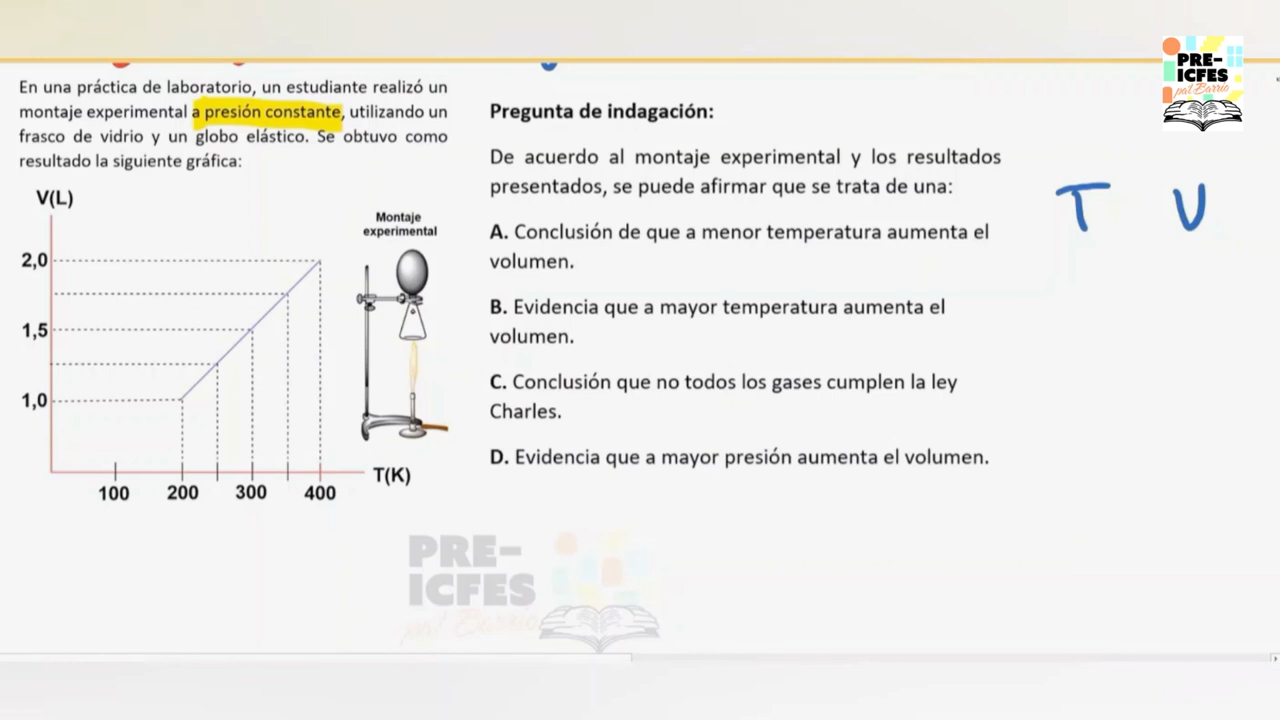 PRE-
ICFES
pal Barrio
En una práctica de laboratorio, un estudiante realizó un
montaje experimental a presión constante, utilizando un
frasco de vidrio y un globo elástico. Se obtuvo como
resultado la siguiente gráfica:
V(L)
2,0
1,5
1,0
100 200 300 400
T(K)
Montaje
experimental
Pregunta de indagación:
De acuerdo al montaje experimental y los resultados
presentados, se puede afirmar que se trata de una:
A. Conclusión de que a menor temperatura aumenta el
volumen.
B. Evidencia que a mayor temperatura aumenta el
volumen.
C. Conclusión que no todos los gases cumplen la ley
Charles.
D. Evidencia que a mayor presión aumenta el volumen.
T V
PRE-
ICFES
pal Barrio